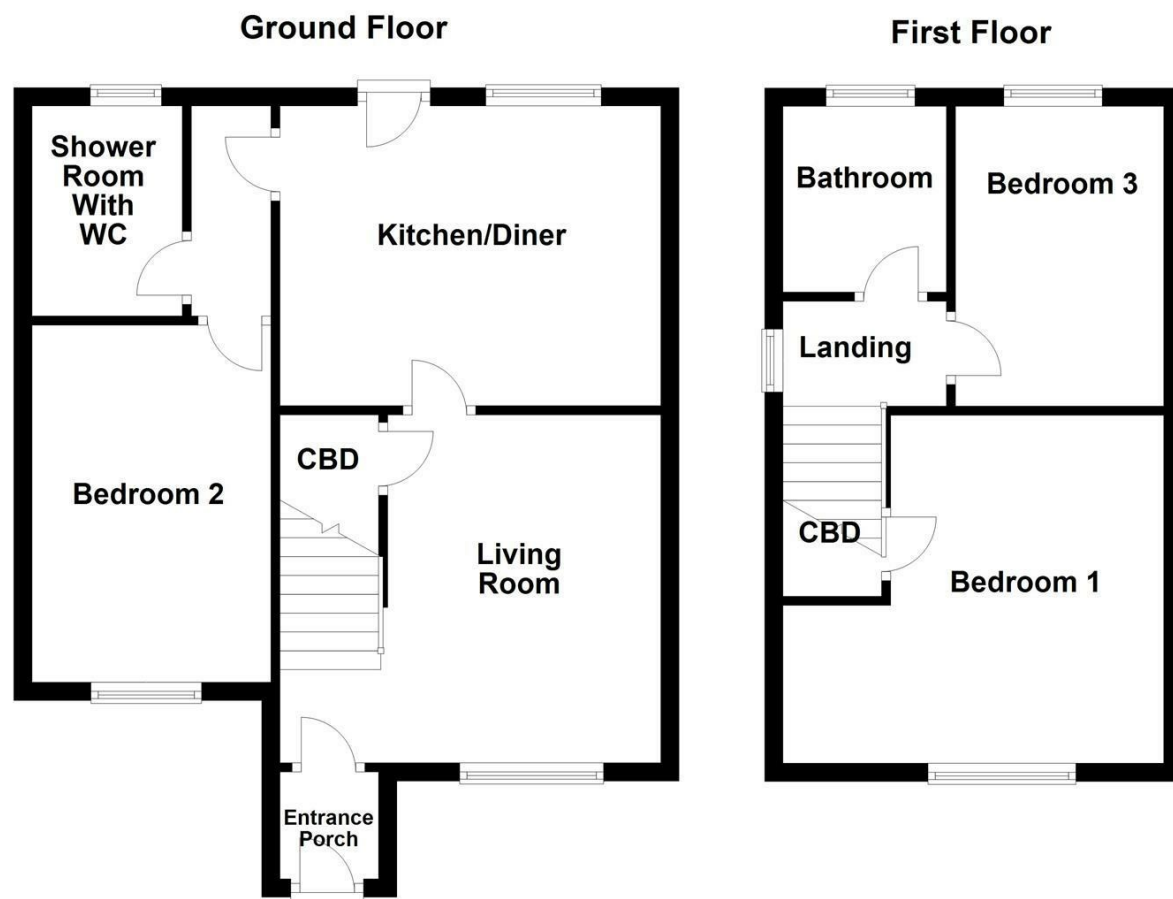 Ground Floor
Shower
Room
With
WC
Kitchen/Diner
Bedroom 2
CBD
Living
Room
Entrance
Porch
First Floor
Bathroom
Bedroom 3
Landing
CBD
Bedroom 1